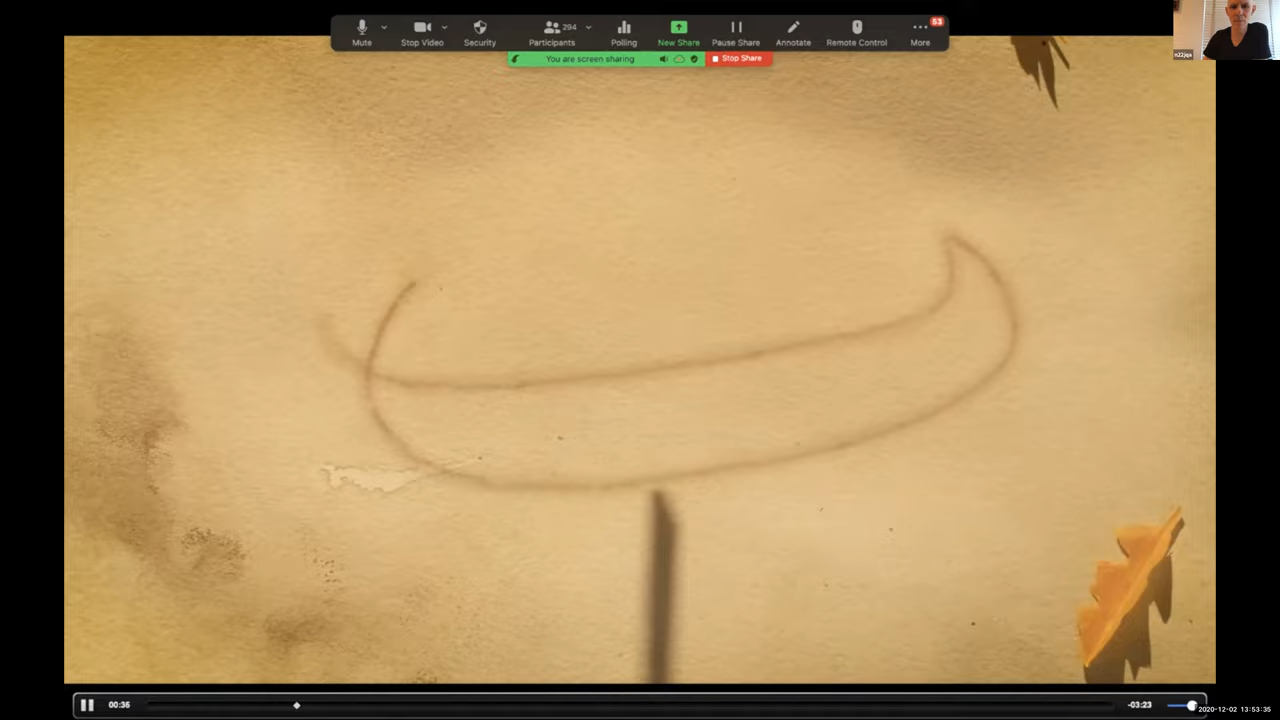 294
53
Mute
Stop Video
Security
Participants
Polling
New Share
Pause Share
Annotate
Remote Control
More
You are screen sharing
Stop Share
00:35
-03:23
2020-12-02 13:53:35